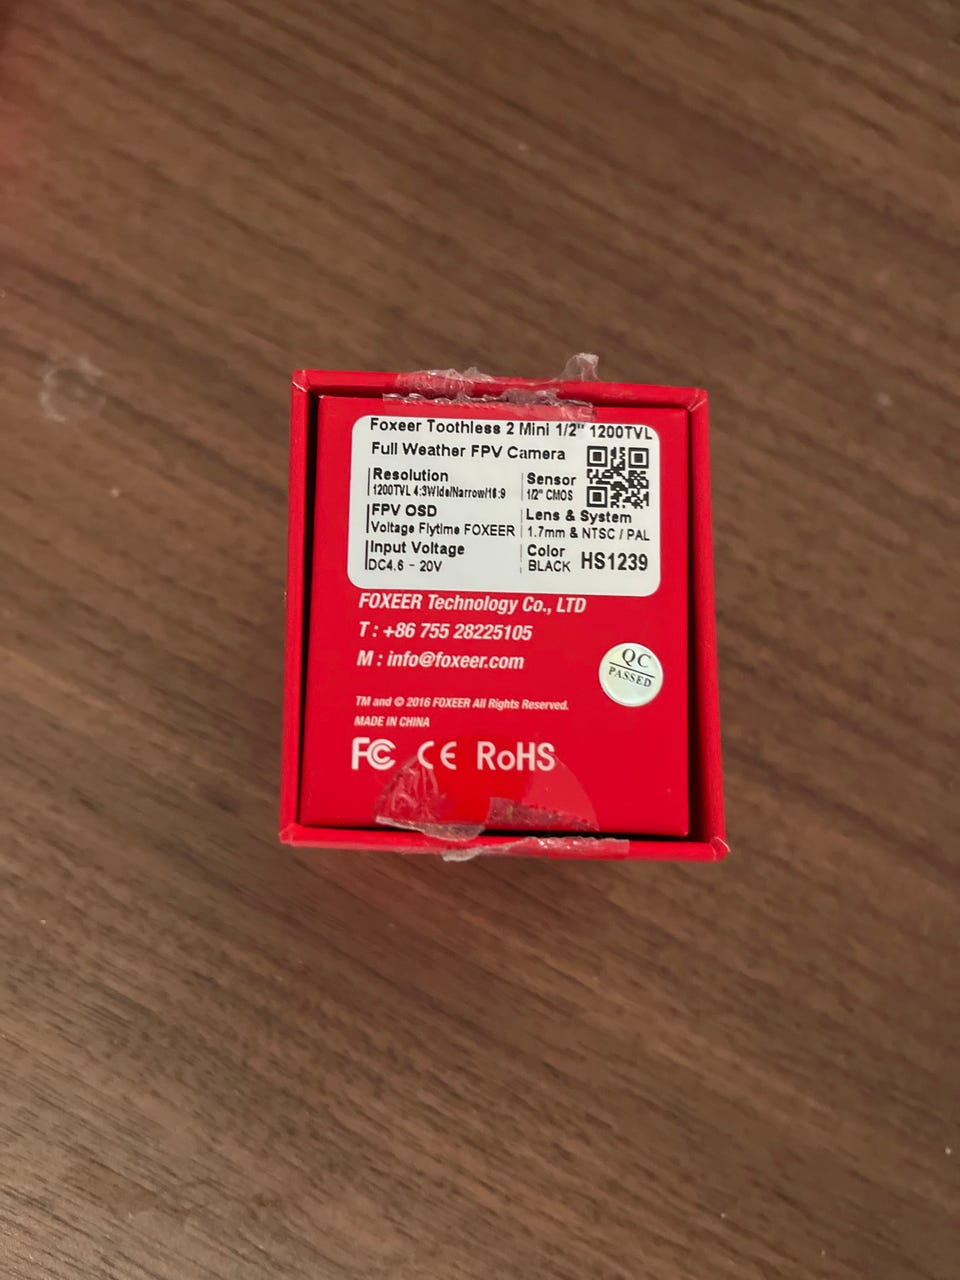 Foxeer Toothless 2 Mini 1/2" 1200TVL
Full Weather FPV Camera
Resolution
1200TVL 4:3Wide/Narrow/16:9
Sensor
1/2" CMOS
FPV OSD
Voltage Flytime FOXEER
Lens & System
1.7mm & NTSC / PAL
Input Voltage
DC4.6 - 20V
Color
BLACK
HS1239
FOXEER Technology Co., LTD
T : +86 755 28225105
M : info@foxeer.com
QC
PASSED
TM and © 2016 FOXEER All Rights Reserved.
MADE IN CHINA
FC CE RoHS